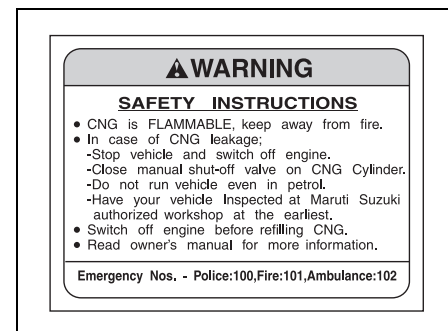 WARNING
SAFETY INSTRUCTIONS
• CNG is FLAMMABLE, keep away from fire.
• In case of CNG leakage;
-Stop vehicle and switch off engine.
-Close manual shut-off valve on CNG Cylinder.
-Do not run vehicle even in petrol.
-Have your vehicle Inspected at Maruti Suzuki
authorized workshop at the earliest.
• Switch off engine before refilling CNG.
• Read owner's manual for more information.
Emergency Nos. - Police:100,Fire:101,Ambulance:102